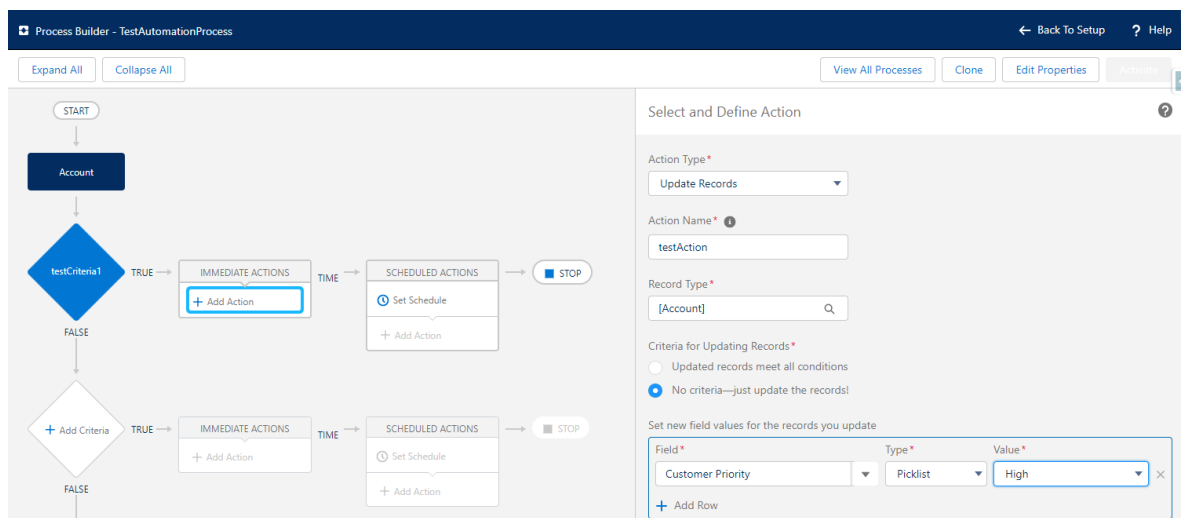 Process Builder - TestAutomationProcess
← Back To Setup
? Help
Expand All
Collapse All
View All Processes
Clone
Edit Properties
Activate
START
Account
testCriteria1
TRUE
IMMEDIATE ACTIONS
+ Add Action
TIME
SCHEDULED ACTIONS
Set Schedule
+ Add Action
STOP
FALSE
+ Add Criteria
TRUE
IMMEDIATE ACTIONS
+ Add Action
TIME
SCHEDULED ACTIONS
Set Schedule
+ Add Action
STOP
FALSE
Select and Define Action
Action Type*
Update Records
Action Name*
testAction
Record Type*
[Account]
Criteria for Updating Records*
Updated records meet all conditions
No criteria—just update the records!
Set new field values for the records you update
Field* Type* Value*
Customer Priority Picklist High
+ Add Row